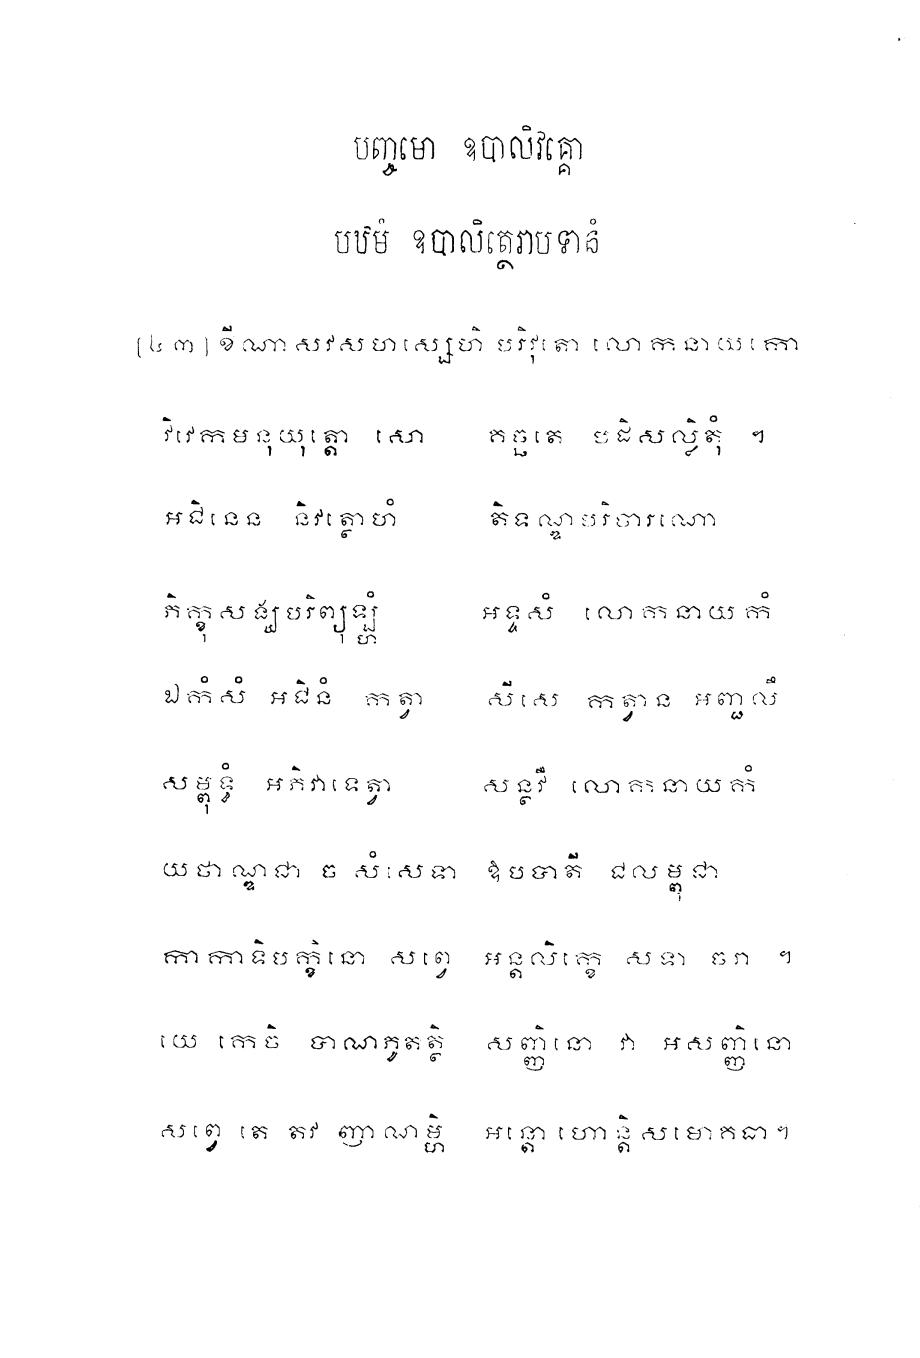 បញ្ចមោ ឧបាលិវគ្គោ
បឋមំ ឧបាលិត្ថេរាបទានំ
[៤៣] ខីណាសវសហស្សេហិ បរិវុតោ លោកនាយកោ
វិវេកមនុយុត្តោ សោ គច្ឆតេ បដិសល្លិតុំ ។
អជិនេន និវត្ថោហំ តិទណ្ឌបរិចារណោ
ភិក្ខុសង្ឃបរិព្យុឡ្ហំ អទ្ទសំ លោកនាយកំ
ឯកំសំ អជិនំ កត្វា សីសេ កត្វាន អញ្ជលឹ
សម្ពុទ្ធំ អភិវាទេត្វា សន្ថវឹ លោកនាយកំ
យថាណ្ឌជា ច សំសេទា ឱបបាតី ជលម្ពុជា
កាកាទិបក្ខិនោ សព្វេ អន្តលិក្ខេ សទា ចរា ។
យេ កេចិ បាណភូតត្ថិ សញ្ញិនោ វា អសញ្ញិនោ
សព្វេ តេ តវ ញាណម្ហិ អន្តោ ហោន្តិ សមោគធា ។